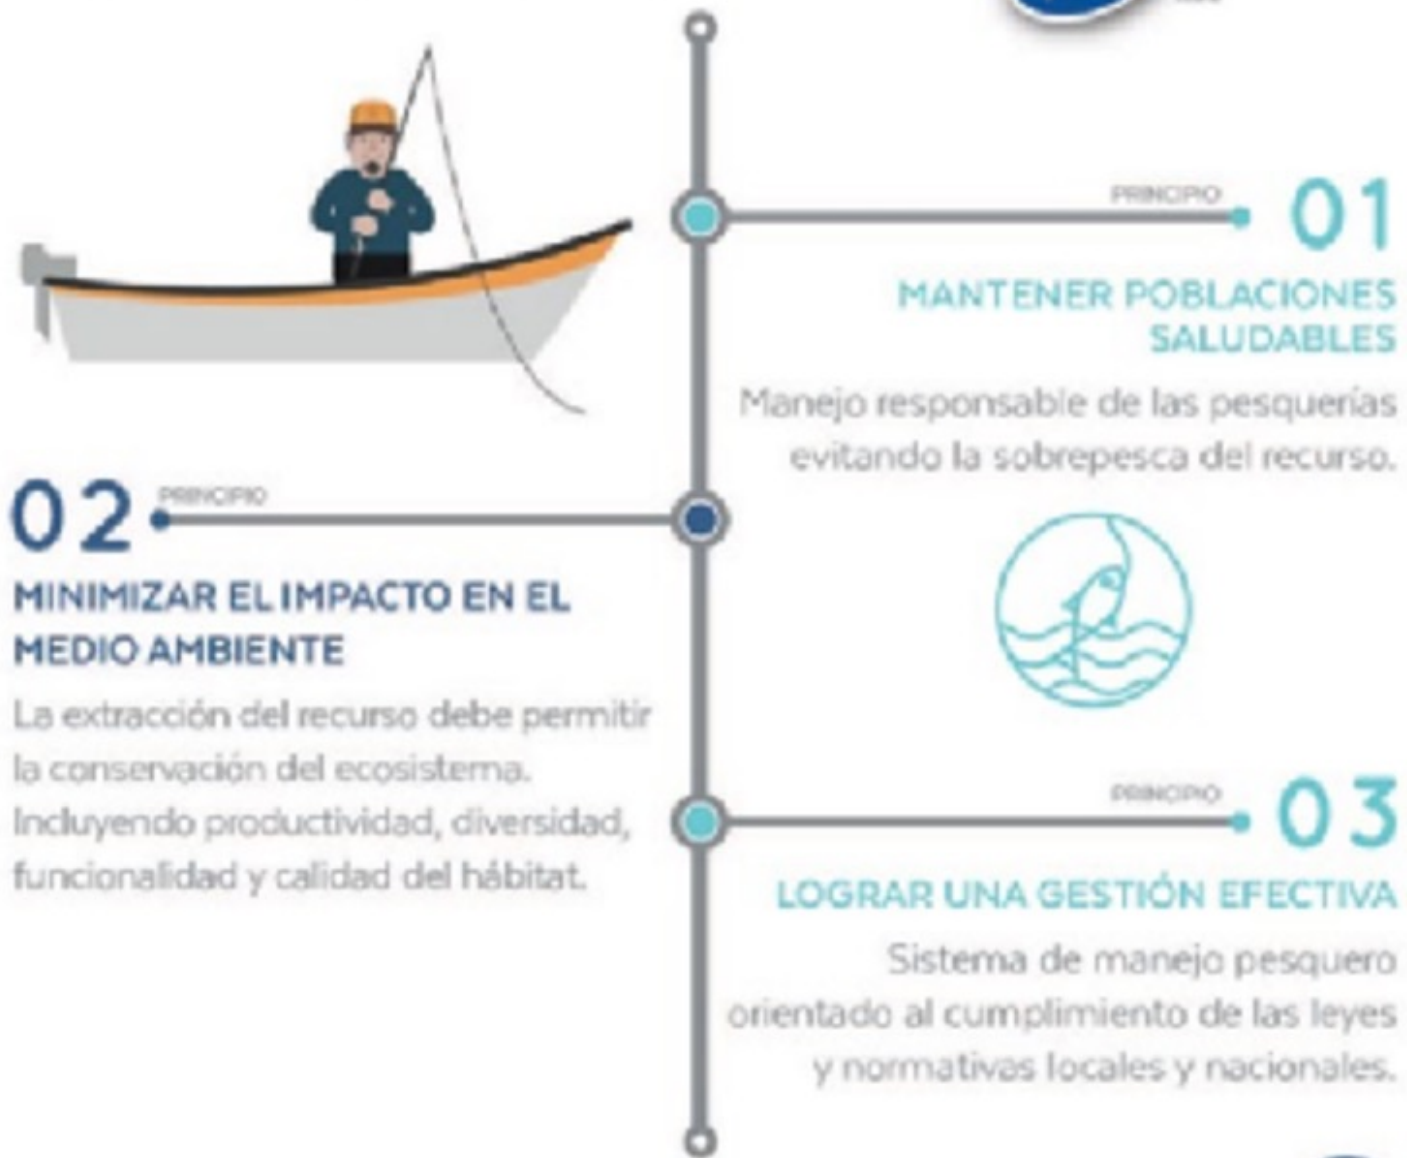 PRINCIPIO
01
MANTENER POBLACIONES
SALUDABLES
Manejo responsable de las pesquerías
evitando la sobrepesca del recurso.
02
PRINCIPIO
MINIMIZAR EL IMPACTO EN EL
MEDIO AMBIENTE
La extracción del recurso debe permitir
la conservación del ecosistema.
Incluyendo productividad, diversidad,
funcionalidad y calidad del hábitat.
PRINCIPIO
03
LOGRAR UNA GESTIÓN EFECTIVA
Sistema de manejo pesquero
orientado al cumplimiento de las leyes
y normativas locales y nacionales.